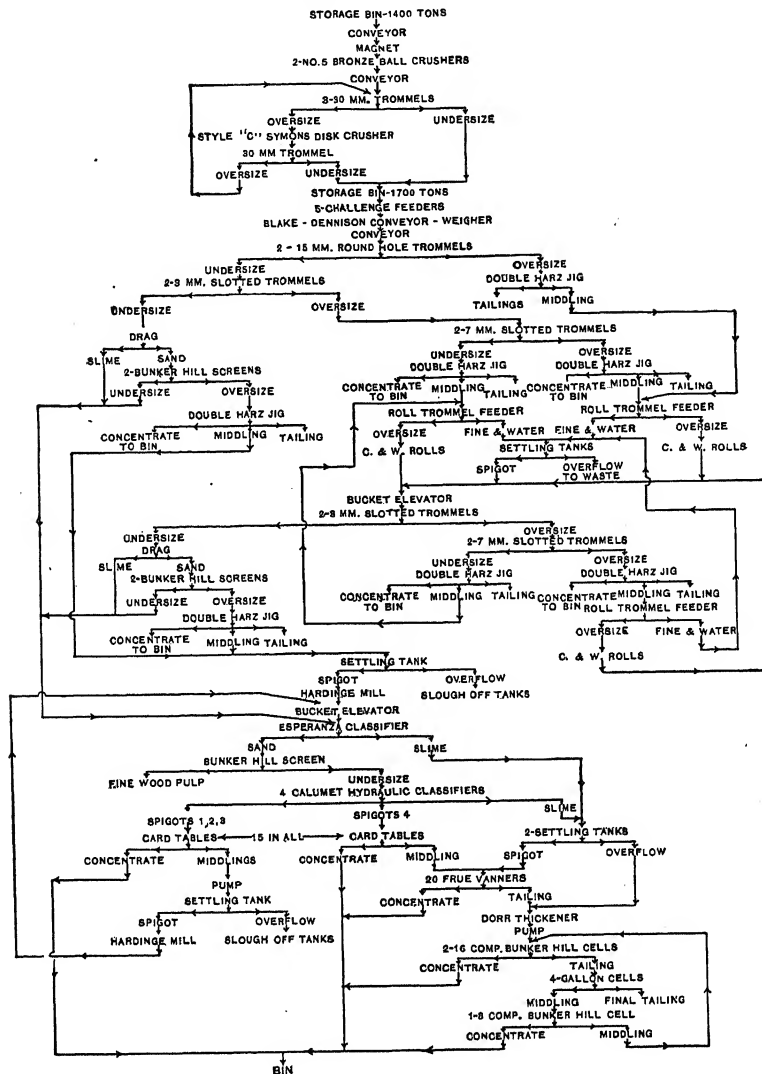 STORAGE BIN-1400 TONS
CONVEYOR
MAGNET
2-NO.5 BRONZE BALL CRUSHERS
CONVEYOR
3-30 MM. TROMMELS
OVERSIZE UNDERSIZE
STYLE "C" SYMONS DISK CRUSHER
30 MM TROMMEL
OVERSIZE UNDERSIZE
STORAGE BIN-1700 TONS
5-CHALLENGE FEEDERS
BLAKE - DENNISON CONVEYOR - WEIGHER
CONVEYOR
2 - 15 MM. ROUND HOLE TROMMELS
UNDERSIZE OVERSIZE
2-3 MM. SLOTTED TROMMELS DOUBLE HARZ JIG
UNDERSIZE OVERSIZE TAILINGS MIDDLING
DRAG 2-7 MM. SLOTTED TROMMELS
SLIME SAND UNDERSIZE OVERSIZE
2-BUNKER HILL SCREENS DOUBLE HARZ JIG DOUBLE HARZ JIG
UNDERSIZE OVERSIZE CONCENTRATE TO BIN MIDDLING TAILING CONCENTRATE TO BIN MIDDLING TAILING
DOUBLE HARZ JIG ROLL TROMMEL FEEDER ROLL TROMMEL FEEDER
CONCENTRATE TO BIN MIDDLING TAILING OVERSIZE FINE & WATER FINE & WATER OVERSIZE
C. & W. ROLLS SETTLING TANKS C. & W. ROLLS
SPIGOT OVERFLOW TO WASTE
BUCKET ELEVATOR
2-3 MM. SLOTTED TROMMELS
UNDERSIZE OVERSIZE
DRAG 2-7 MM. SLOTTED TROMMELS
SLIME SAND UNDERSIZE OVERSIZE
2-BUNKER HILL SCREENS DOUBLE HARZ JIG DOUBLE HARZ JIG
UNDERSIZE OVERSIZE CONCENTRATE TO BIN MIDDLING TAILING CONCENTRATE TO BIN MIDDLING TAILING
DOUBLE HARZ JIG ROLL TROMMEL FEEDER
CONCENTRATE TO BIN MIDDLING TAILING OVERSIZE FINE & WATER
C. & W. ROLLS
SETTLING TANK
SPIGOT OVERFLOW
HARDINGE MILL SLOUGH OFF TANKS
BUCKET ELEVATOR
ESPERANZA CLASSIFIER
SAND SLIME
BUNKER HILL SCREEN
FINE WOOD PULP UNDERSIZE
4 CALUMET HYDRAULIC CLASSIFIERS
SLIME
SPIGOTS 1,2,3 SPIGOTS 4
CARD TABLES 15 IN ALL CARD TABLES 2-SETTLING TANKS
CONCENTRATE MIDDLINGS CONCENTRATE MIDDLING SPIGOT OVERFLOW
PUMP 20 FRUE VANNERS
SETTLING TANK CONCENTRATE TAILING
SPIGOT OVERFLOW DORR THICKENER
HARDINGE MILL SLOUGH OFF TANKS PUMP
2-16 COMP. BUNKER HILL CELLS
CONCENTRATE TAILING
4-GALLON CELLS
MIDDLING FINAL TAILING
1-8 COMP. BUNKER HILL CELL
CONCENTRATE MIDDLING
BIN